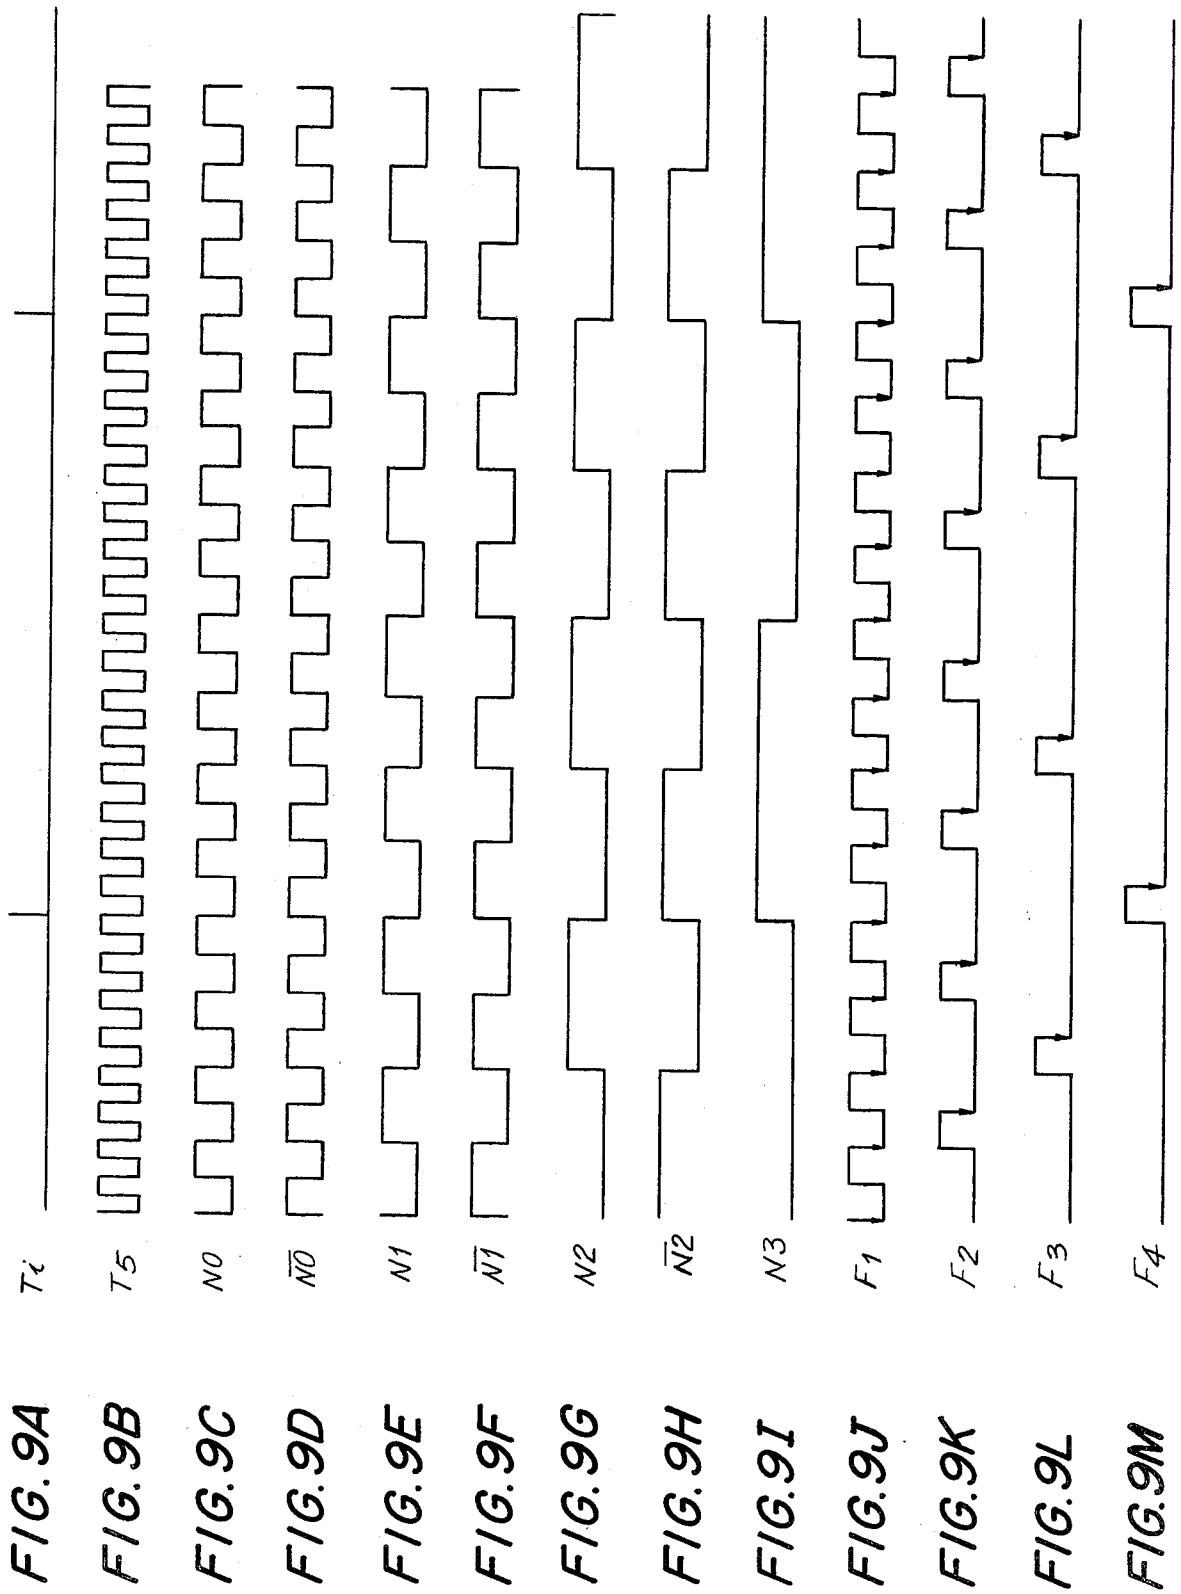 FIG.9A Ti
FIG.9B T5
FIG.9C N0
FIG.9D N̅0̅
FIG.9E N1
FIG.9F N̅1̅
FIG.9G N2
FIG.9H N̅2
FIG.9I N3
FIG.9J F1
FIG.9K F2
FIG.9L F3
FIG.9M F4